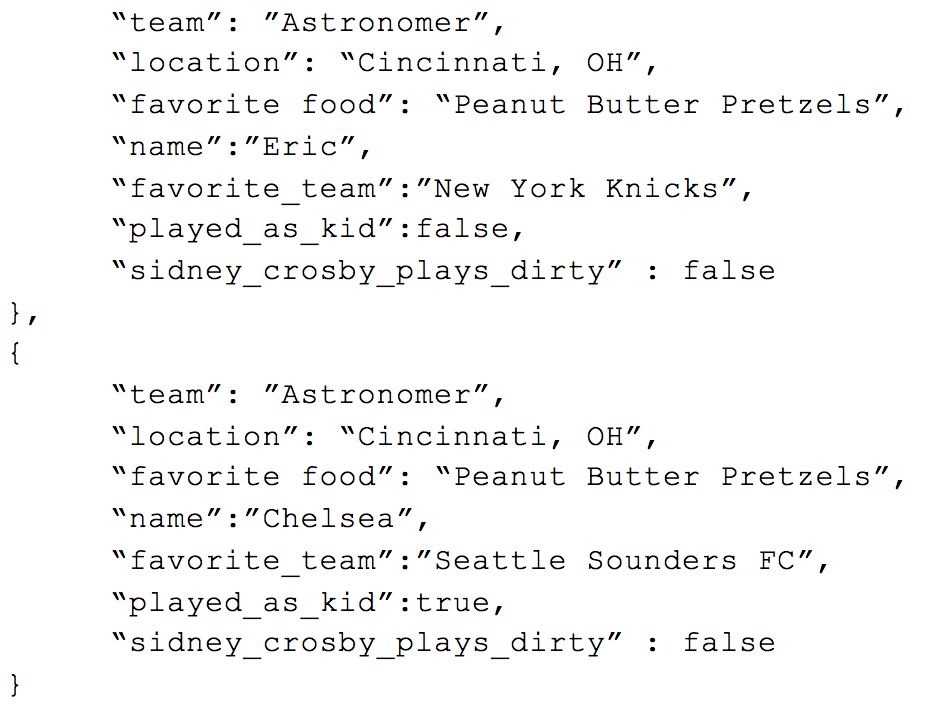 “team”: ”Astronomer”,
“location”: “Cincinnati, OH”,
“favorite food”: “Peanut Butter Pretzels”,
“name”:”Eric”,
“favorite_team”:”New York Knicks”,
“played_as_kid”:false,
“sidney_crosby_plays_dirty” : false
},
{
“team”: ”Astronomer”,
“location”: “Cincinnati, OH”,
“favorite food”: “Peanut Butter Pretzels”,
“name”:”Chelsea”,
“favorite_team”:”Seattle Sounders FC”,
“played_as_kid”:true,
“sidney_crosby_plays_dirty” : false
}